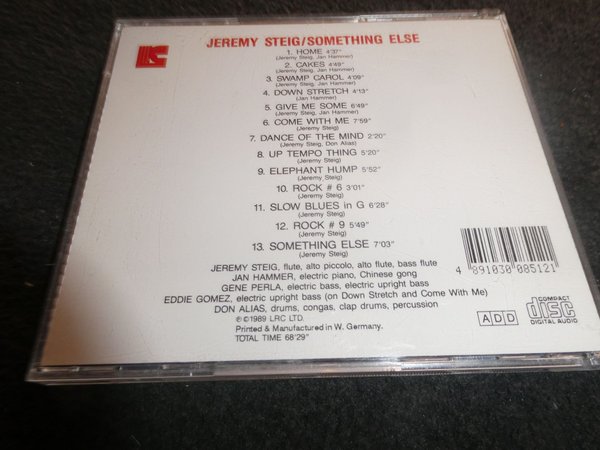 JEREMY STEIG/SOMETHING ELSE
1. HOME 4'37"
(Jeremy Steig, Jan Hammer)
2. CAKES 4'49"
(Jeremy Steig, Jan Hammer)
3. SWAMP CAROL 4'09"
(Jeremy Steig, Jan Hammer)
4. DOWN STRETCH 4'13"
(Jan Hammer)
5. GIVE ME SOME 6'49"
(Jeremy Steig, Jan Hammer)
6. COME WITH ME 7'59"
(Jeremy Steig)
7. DANCE OF THE MIND 2'20"
(Jeremy Steig, Don Alias)
8. UP TEMPO THING 5'20"
(Jeremy Steig)
9. ELEPHANT HUMP 5'52"
(Jeremy Steig)
10. ROCK # 6 3'01"
(Jeremy Steig)
11. SLOW BLUES in G 6'28"
(Jeremy Steig)
12. ROCK # 9 5'49"
(Jeremy Steig)
13. SOMETHING ELSE 7'03"
(Jeremy Steig)
JEREMY STEIG, flute, alto piccolo, alto flute, bass flute
JAN HAMMER, electric piano, Chinese gong
GENE PERLA, electric bass, electric upright bass
EDDIE GOMEZ, electric upright bass (on Down Stretch and Come With Me)
DON ALIAS, drums, congas, clap drums, percussion
℗©1989 LRC LTD.
Printed & Manufactured in W. Germany.
TOTAL TIME 68'29"
4 891030 085121
ADD
COMPACT
disc
DIGITAL AUDIO